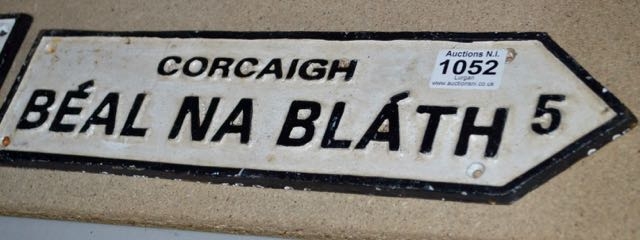 CORCAIGH
BÉAL NA BLÁTH 5
Auctions N.I.
1052
Lurgan
www.auctionsni.co.uk